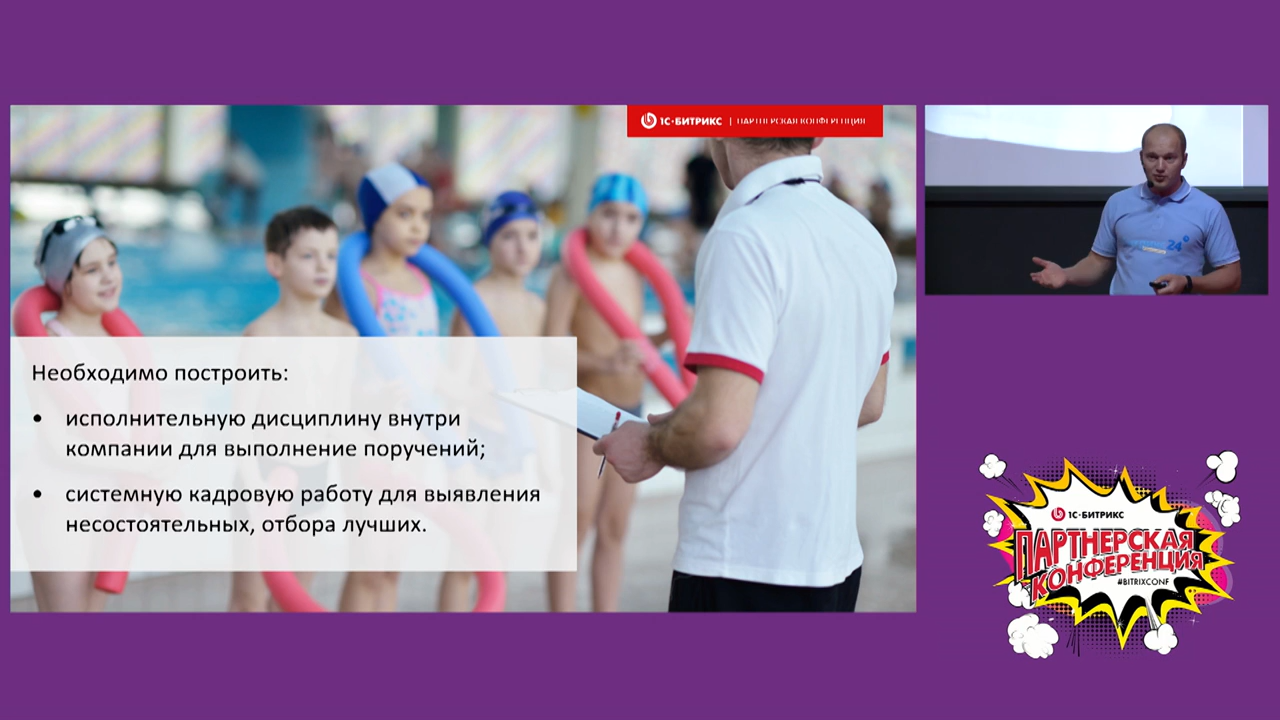 1С·БИТРИКС | ПАРТНЕРСКАЯ КОНФЕРЕНЦИЯ
24
Необходимо построить:
• исполнительную дисциплину внутри
компании для выполнение поручений;
• системную кадровую работу для выявления
несостоятельных, отбора лучших.
1С·БИТРИКС
ПАРТНЕРСКАЯ
КОНФЕРЕНЦИЯ
#BITRIXCONF